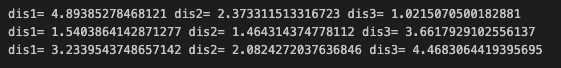 dis1= 4.89385278468121 dis2= 2.373311513316723 dis3= 1.0215070500182881
dis1= 1.5403864142871277 dis2= 1.464314374778112 dis3= 3.6617929102556137
dis1= 3.2339543748657142 dis2= 2.0824272037636846 dis3= 4.4683064419395695